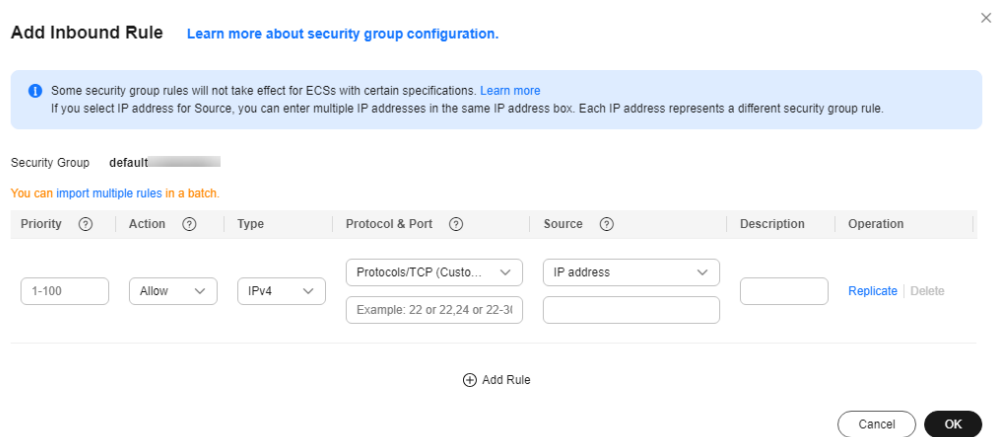 Add Inbound Rule Learn more about security group configuration.
Some security group rules will not take effect for ECSs with certain specifications. Learn more
If you select IP address for Source, you can enter multiple IP addresses in the same IP address box. Each IP address represents a different security group rule.
Security Group default
You can import multiple rules in a batch.
Priority Action Type Protocol & Port Source Description Operation
Protocols/TCP (Custo... IP address
1-100 Allow IPv4 Replicate Delete
Example: 22 or 22,24 or 22-3
Add Rule
Cancel OK